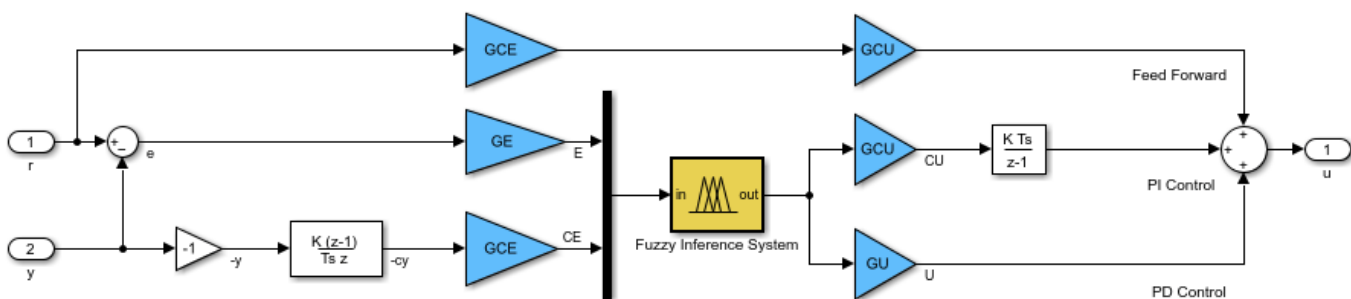 GCE
GCU
Feed Forward
1
r
+
−
e
GE
E
GCU
CU
K Ts
z-1
PI Control
+
+
+
1
u
in
out
Fuzzy Inference System
2
y
-1
-y
K (z-1)
Ts z
-cy
GCE
CE
GU
U
PD Control